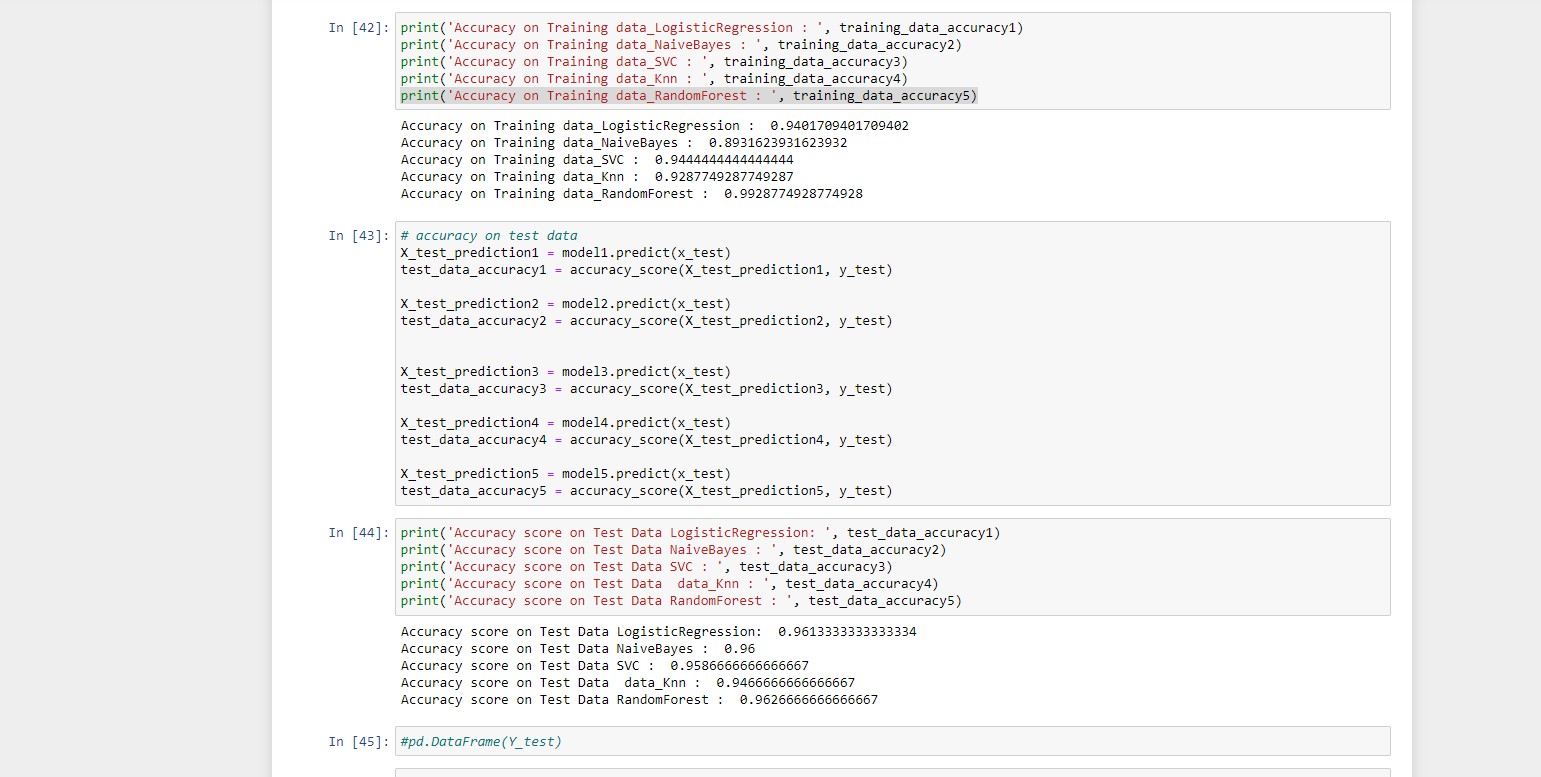 In [42]: print('Accuracy on Training data_LogisticRegression : ', training_data_accuracy1)
print('Accuracy on Training data_NaiveBayes : ', training_data_accuracy2)
print('Accuracy on Training data_SVC : ', training_data_accuracy3)
print('Accuracy on Training data_Knn : ', training_data_accuracy4)
print('Accuracy on Training data_RandomForest : ', training_data_accuracy5)
Accuracy on Training data_LogisticRegression :  0.9401709401709402
Accuracy on Training data_NaiveBayes :  0.8931623931623932
Accuracy on Training data_SVC :  0.9444444444444444
Accuracy on Training data_Knn :  0.9287749287749287
Accuracy on Training data_RandomForest :  0.9928774928774928
In [43]: # accuracy on test data
X_test_prediction1 = model1.predict(x_test)
test_data_accuracy1 = accuracy_score(X_test_prediction1, y_test)
X_test_prediction2 = model2.predict(x_test)
test_data_accuracy2 = accuracy_score(X_test_prediction2, y_test)
X_test_prediction3 = model3.predict(x_test)
test_data_accuracy3 = accuracy_score(X_test_prediction3, y_test)
X_test_prediction4 = model4.predict(x_test)
test_data_accuracy4 = accuracy_score(X_test_prediction4, y_test)
X_test_prediction5 = model5.predict(x_test)
test_data_accuracy5 = accuracy_score(X_test_prediction5, y_test)
In [44]: print('Accuracy score on Test Data LogisticRegression: ', test_data_accuracy1)
print('Accuracy score on Test Data NaiveBayes : ', test_data_accuracy2)
print('Accuracy score on Test Data SVC : ', test_data_accuracy3)
print('Accuracy score on Test Data  data_Knn : ', test_data_accuracy4)
print('Accuracy score on Test Data RandomForest : ', test_data_accuracy5)
Accuracy score on Test Data LogisticRegression:  0.9613333333333334
Accuracy score on Test Data NaiveBayes :  0.96
Accuracy score on Test Data SVC :  0.9586666666666667
Accuracy score on Test Data  data_Knn :  0.9466666666666667
Accuracy score on Test Data RandomForest :  0.9626666666666667
In [45]: #pd.DataFrame(Y_test)